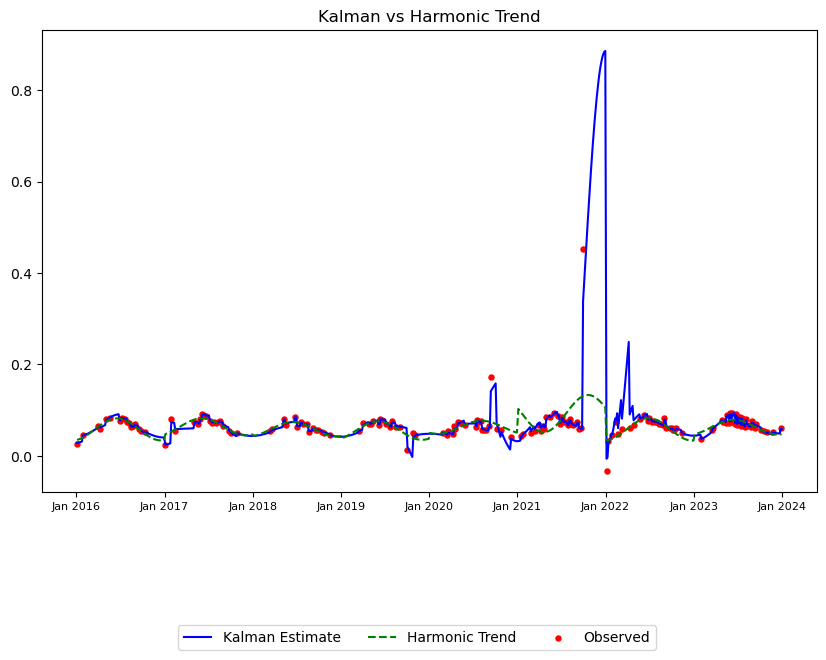 Kalman vs Harmonic Trend
0.8
0.6
0.4
0.2
0.0
Jan 2016 Jan 2017 Jan 2018 Jan 2019 Jan 2020 Jan 2021 Jan 2022 Jan 2023 Jan 2024
Kalman Estimate Harmonic Trend Observed